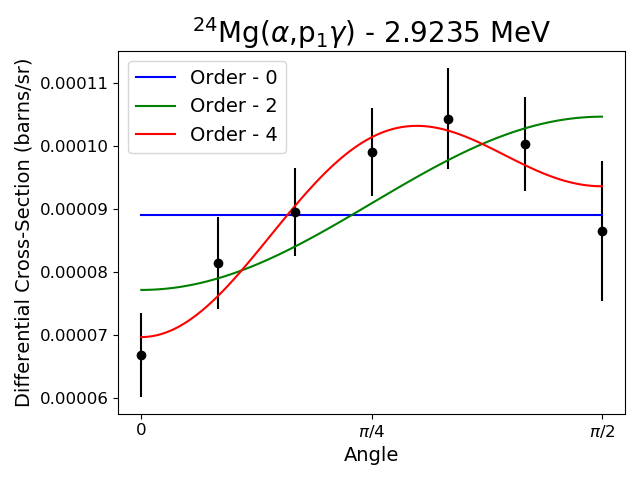 ²⁴Mg(α,p₁γ) - 2.9235 MeV
Order - 0
Order - 2
Order - 4
Differential Cross-Section (barns/sr)
0.00011
0.00010
0.00009
0.00008
0.00007
0.00006
0
π/4
π/2
Angle